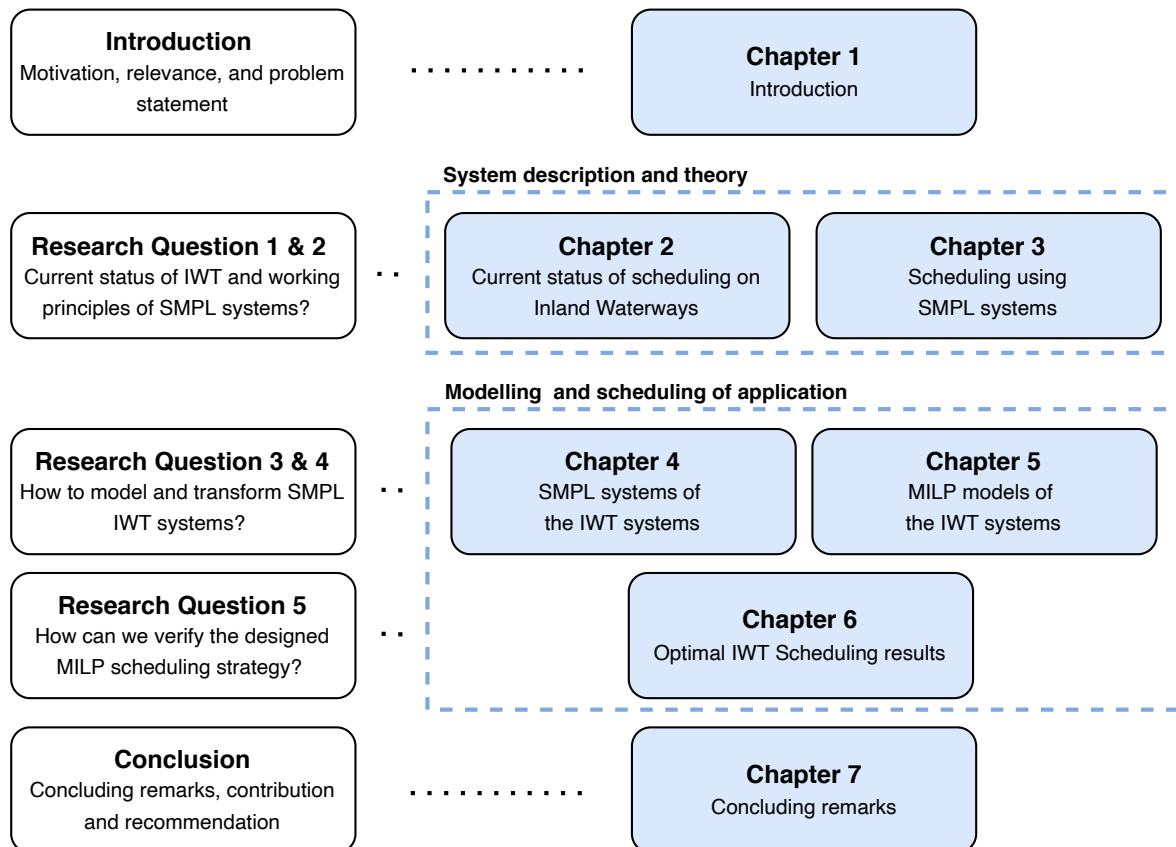 Introduction
Motivation, relevance, and problem
statement
Chapter 1
Introduction
System description and theory
Research Question 1 & 2
Current status of IWT and working
principles of SMPL systems?
Chapter 2
Current status of scheduling on
Inland Waterways
Chapter 3
Scheduling using
SMPL systems
Modelling and scheduling of application
Research Question 3 & 4
How to model and transform SMPL
IWT systems?
Chapter 4
SMPL systems of
the IWT systems
Chapter 5
MILP models of
the IWT systems
Research Question 5
How can we verify the designed
MILP scheduling strategy?
Chapter 6
Optimal IWT Scheduling results
Conclusion
Concluding remarks, contribution
and recommendation
Chapter 7
Concluding remarks